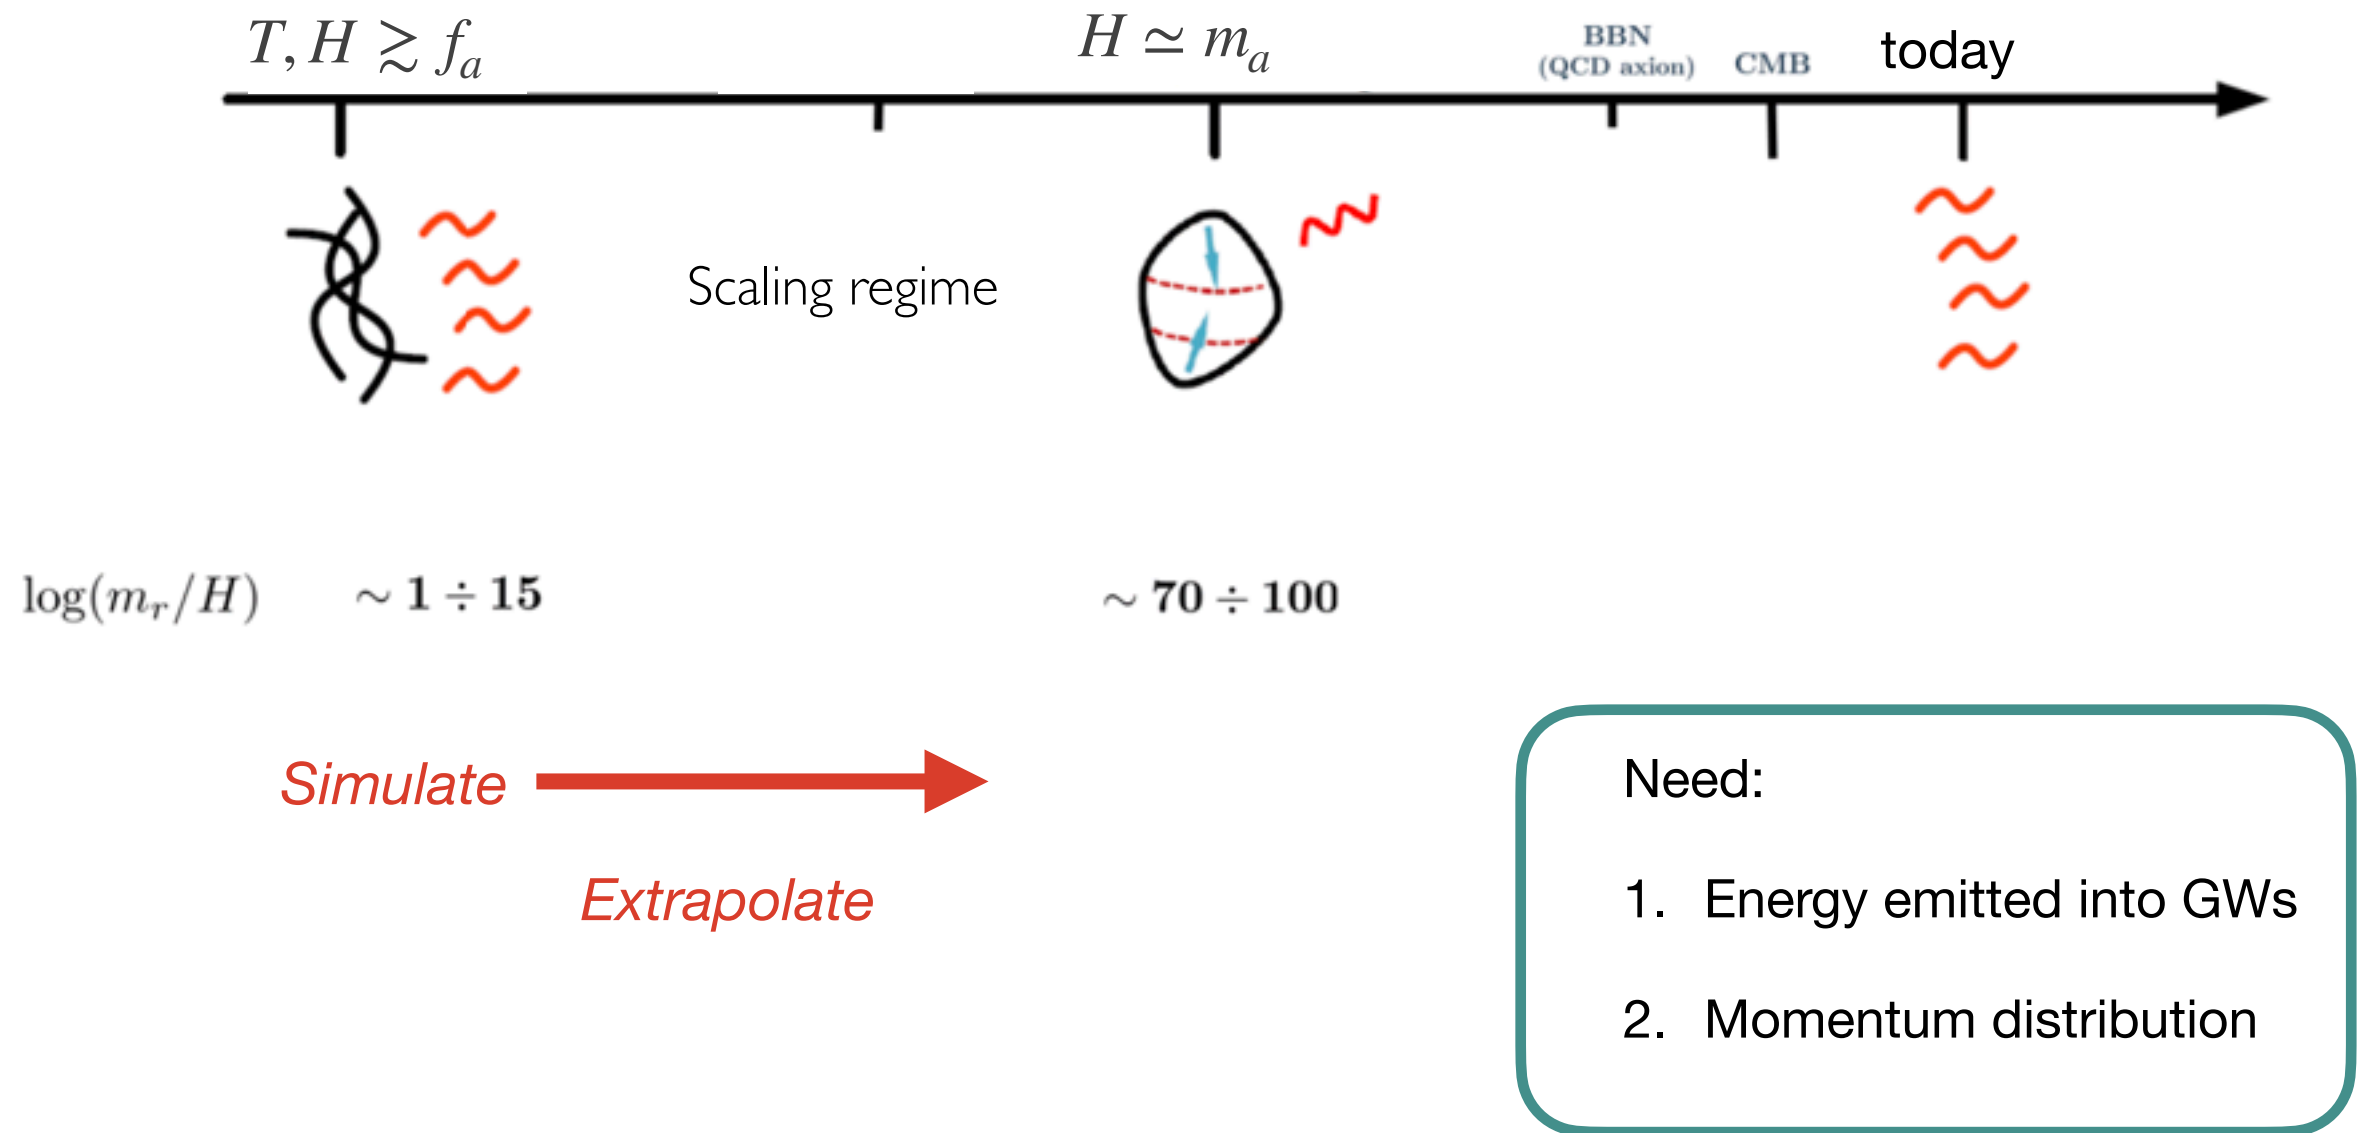 T, H ≳ f_a
H ≃ m_a
BBN
(QCD axion)
CMB
today
Scaling regime
log(m_r/H)
∼ 1 ÷ 15
∼ 70 ÷ 100
Simulate
Extrapolate
Need:
1. Energy emitted into GWs
2. Momentum distribution